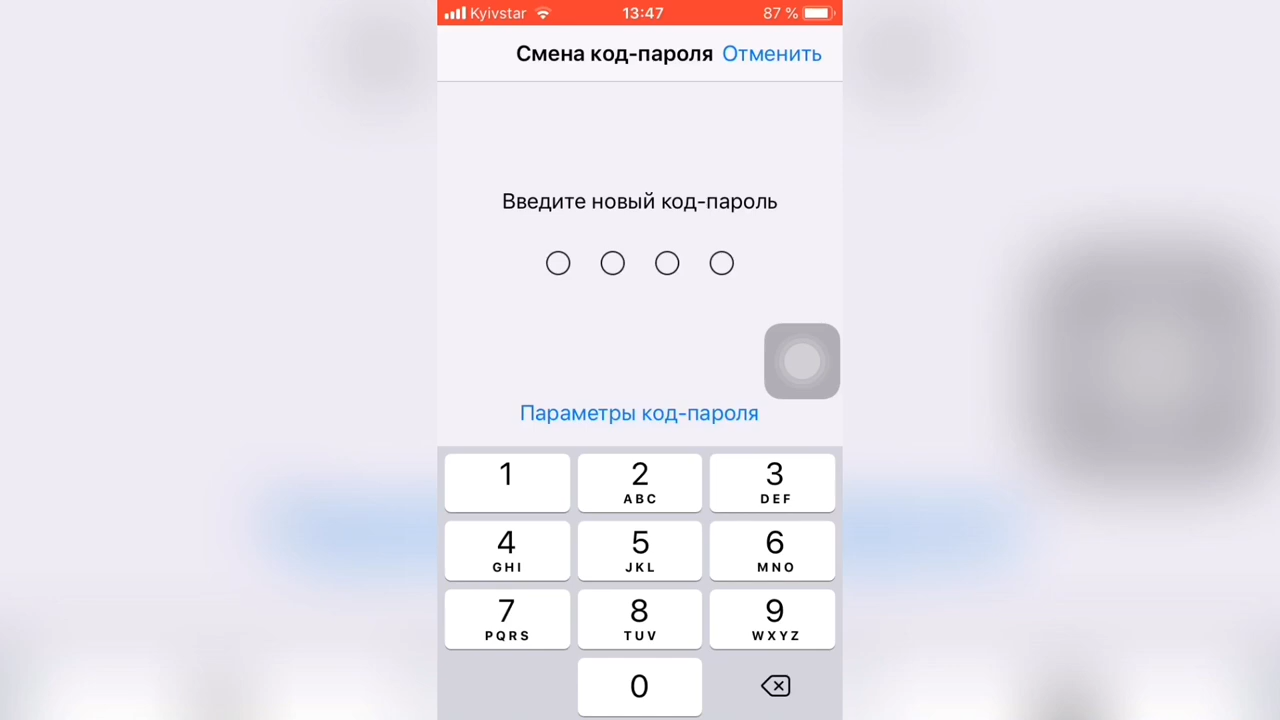 Kyivstar 13:47 87 %
Смена код-пароля Отменить
Введите новый код-пароль
Параметры код-пароля
1 2 3
ABC DEF
4 5 6
GHI JKL MNO
7 8 9
PQRS TUV WXYZ
0